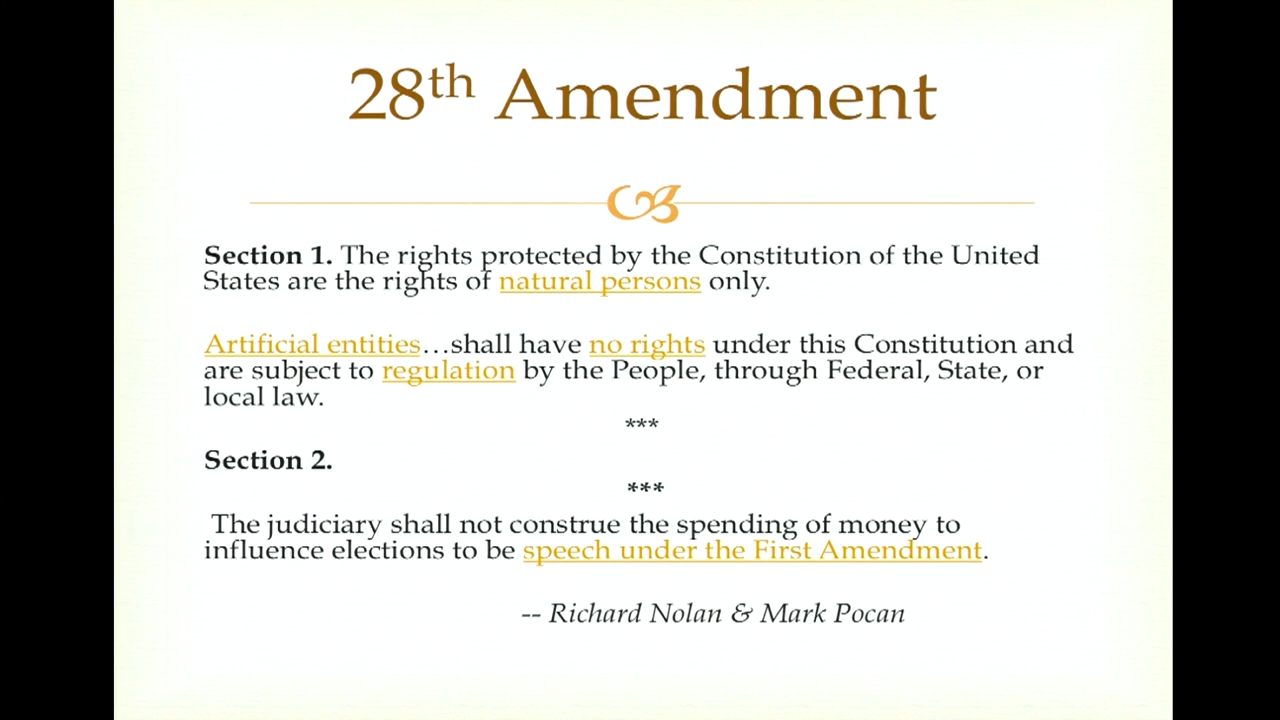 28th Amendment
Section 1. The rights protected by the Constitution of the United
States are the rights of natural persons only.
Artificial entities…shall have no rights under this Constitution and
are subject to regulation by the People, through Federal, State, or
local law.
***
Section 2.
***
The judiciary shall not construe the spending of money to
influence elections to be speech under the First Amendment.
-- Richard Nolan & Mark Pocan